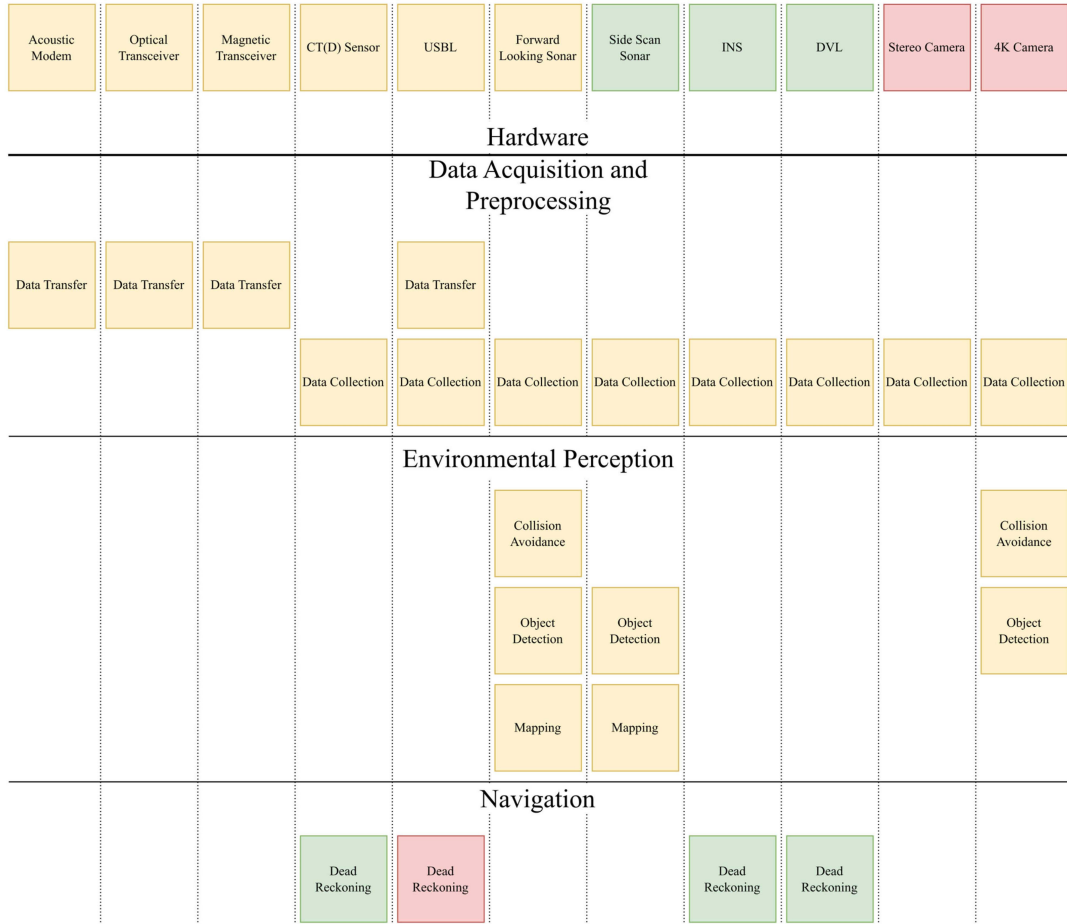 Acoustic
Modem
Optical
Transceiver
Magnetic
Transceiver
CT(D) Sensor
USBL
Forward
Looking Sonar
Side Scan
Sonar
INS
DVL
Stereo Camera
4K Camera
Hardware
Data Acquisition and
Preprocessing
Data Transfer
Data Transfer
Data Transfer
Data Transfer
Data Collection
Data Collection
Data Collection
Data Collection
Data Collection
Data Collection
Data Collection
Data Collection
Environmental Perception
Collision
Avoidance
Collision
Avoidance
Object
Detection
Object
Detection
Object
Detection
Mapping
Mapping
Navigation
Dead
Reckoning
Dead
Reckoning
Dead
Reckoning
Dead
Reckoning